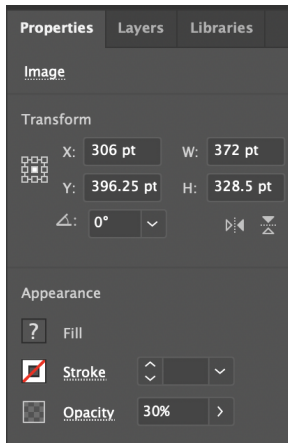 Properties Layers Libraries
Image
Transform
X: 306 pt W: 372 pt
Y: 396.25 pt H: 328.5 pt
0°
Appearance
? Fill
Stroke
Opacity 30%